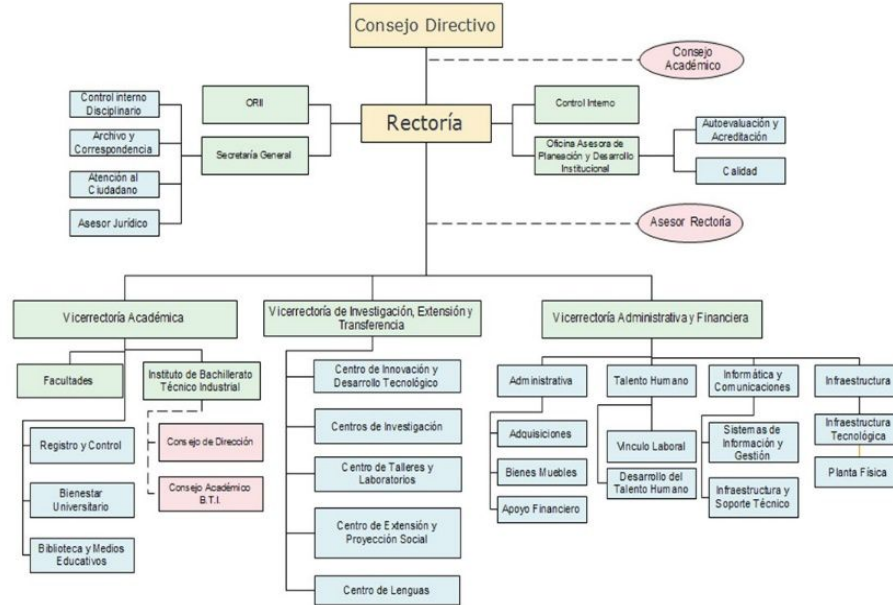 Consejo Directivo
Consejo
Académico
Control interno
Disciplinario
ORII
Control Interno
Rectoría
Autoevaluación y
Acreditación
Archivo y
Correspondencia
Secretaría General
Oficina Asesora de
Planeación y Desarrollo
Institucional
Atención al
Ciudadano
Calidad
Asesor Jurídico
Asesor Rectoría
Vicerrectoría Académica
Vicerrectoría de Investigación, Extensión y
Transferencia
Vicerrectoría Administrativa y Financiera
Facultades
Instituto de Bachillerato
Técnico Industrial
Registro y Control
Consejo de Dirección
Bienestar
Universitario
Consejo Académico
B.T.I.
Biblioteca y Medios
Educativos
Centro de Innovación y
Desarrollo Tecnológico
Centros de Investigación
Centro de Talleres y
Laboratorios
Centro de Extensión y
Proyección Social
Centro de Lenguas
Administrativa
Talento Humano
Informática y
Comunicaciones
Infraestructura
Adquisiciones
Bienes Muebles
Apoyo Financiero
Vinculo Laboral
Desarrollo del
Talento Humano
Sistemas de
Información y
Gestión
Infraestructura y
Soporte Técnico
Infraestructura
Tecnológica
Planta Física